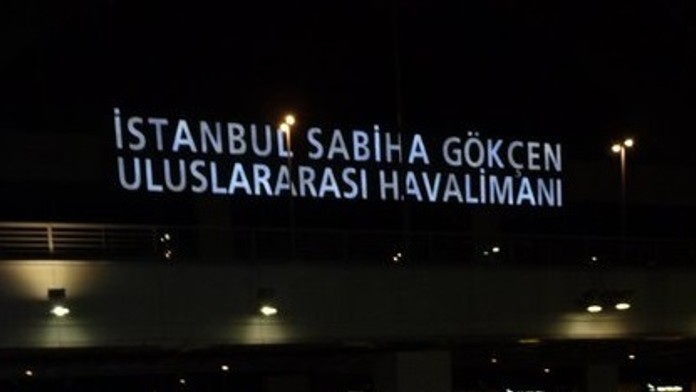 İSTANBUL SABİHA GÖKÇEN
ULUSLARARASI HAVALİMANI